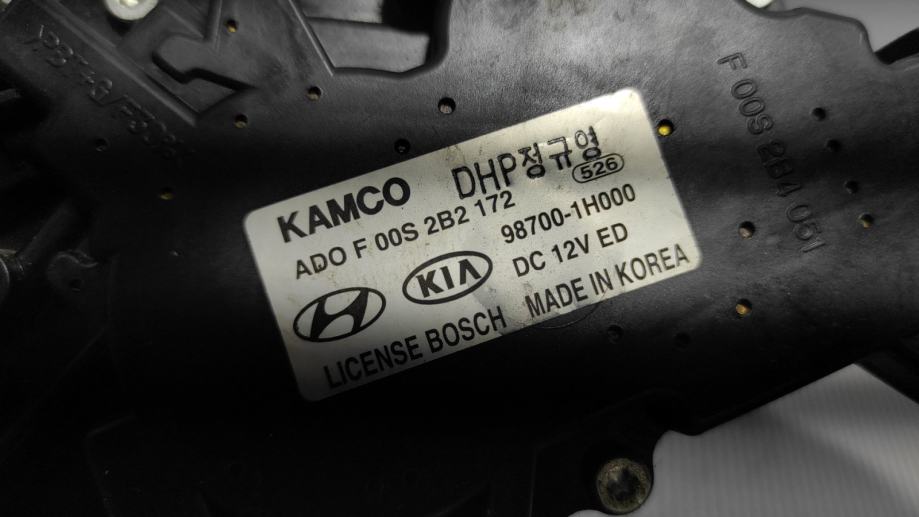 KAMCO DHP정규영
526
ADO F 00S 2B2 172 98700-1H000
KIA DC 12V ED
LICENSE BOSCH MADE IN KOREA
F 00S 2B4 051